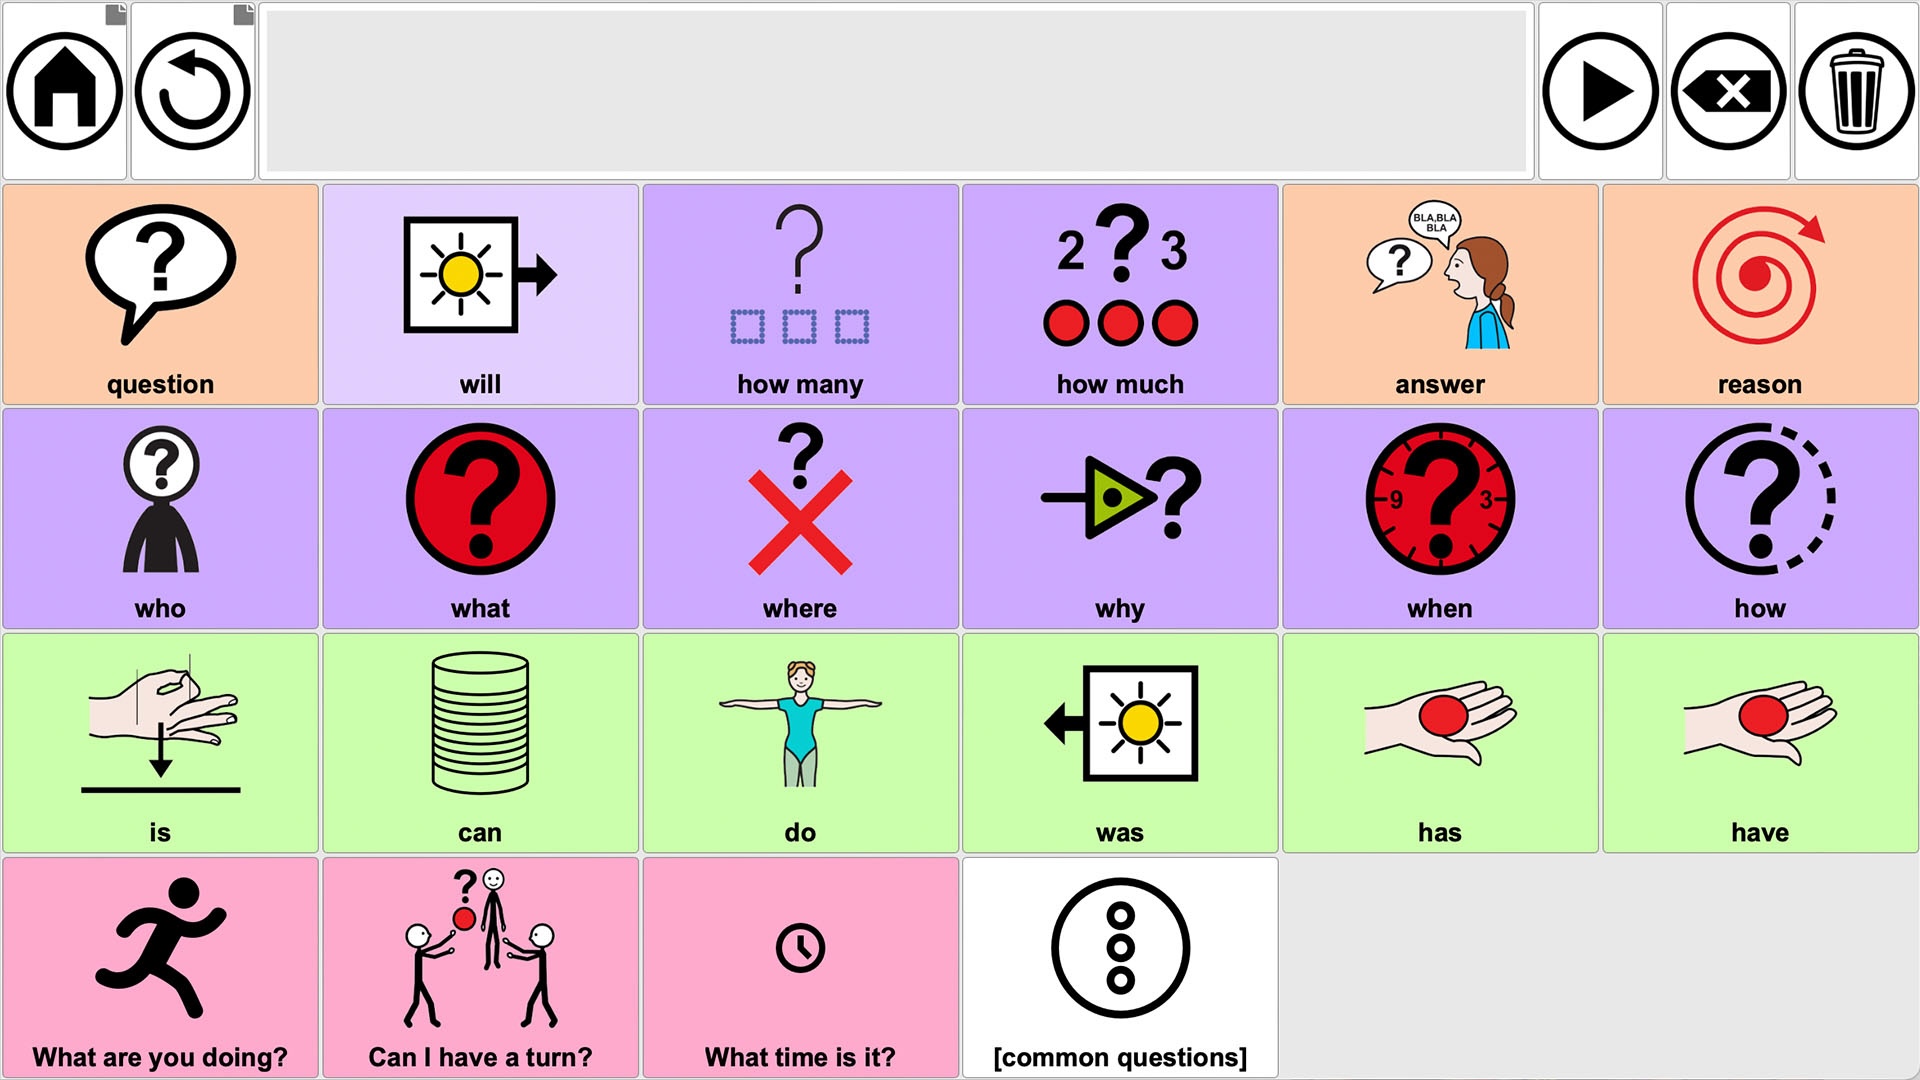 question will how many how much answer reason
? 
? 
2 ? 3
? BLA,BLA
BLA
who what where why when how
?
?
?
?
9 ? 3
?
is can do was has have
What are you doing? Can I have a turn? What time is it? [common questions]
?